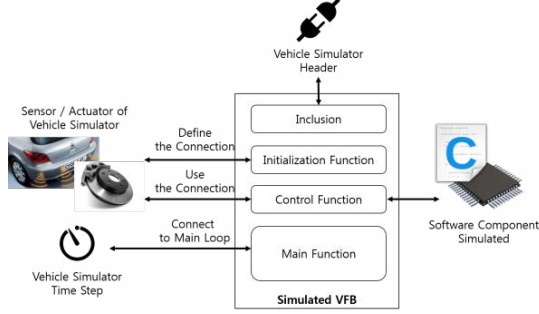 Vehicle Simulator
Header
Sensor / Actuator of
Vehicle Simulator
Inclusion
Define
the Connection
Initialization Function
C
Use
the Connection
Control Function
Software Component
Simulated
Connect
to Main Loop
Main Function
Vehicle Simulator
Time Step
Simulated VFB